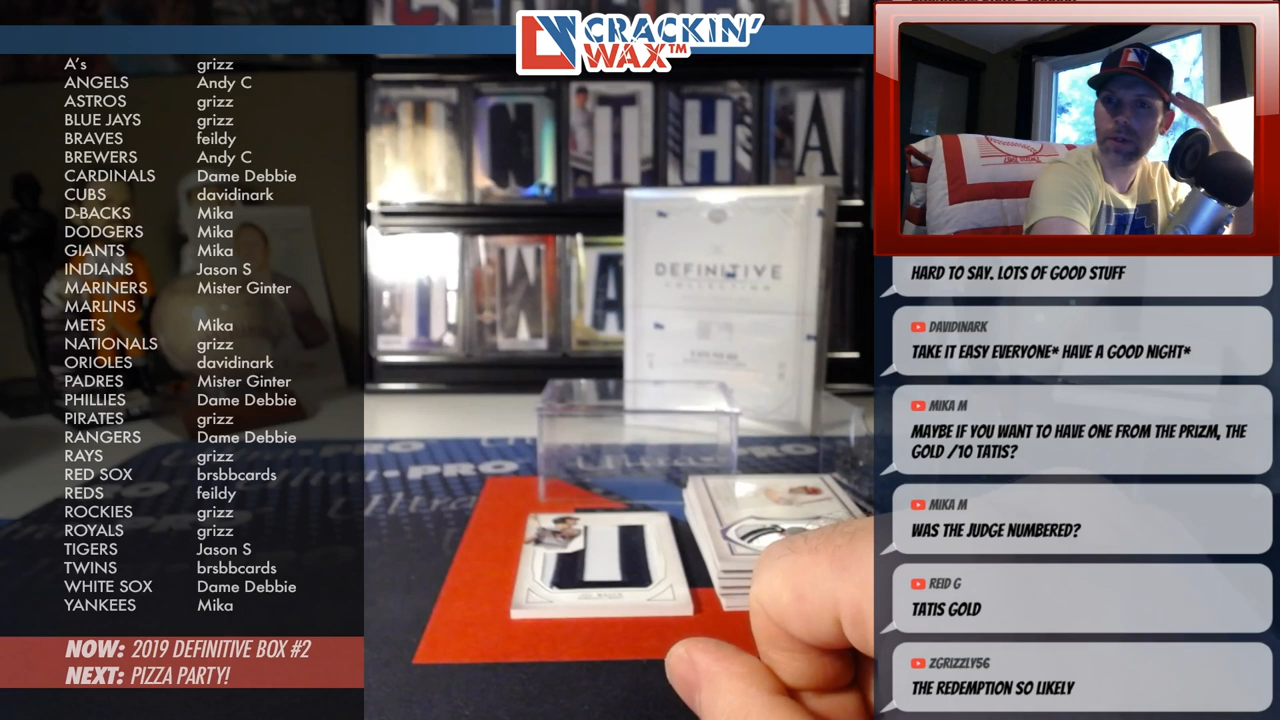 CRACKIN'
WAX™
A's grizz
ANGELS Andy C
ASTROS grizz
BLUE JAYS grizz
BRAVES feildy
BREWERS Andy C
CARDINALS Dame Debbie
CUBS davidinark
D-BACKS Mika
DODGERS Mika
GIANTS Mika
INDIANS Jason S
MARINERS Mister Ginter
MARLINS
METS Mika
NATIONALS grizz
ORIOLES davidinark
PADRES Mister Ginter
PHILLIES Dame Debbie
PIRATES grizz
RANGERS Dame Debbie
RAYS grizz
RED SOX brsbbcards
REDS feildy
ROCKIES grizz
ROYALS grizz
TIGERS Jason S
TWINS brsbbcards
WHITE SOX Dame Debbie
YANKEES Mika
NOW: 2019 DEFINITIVE BOX #2
NEXT: PIZZA PARTY!
N I T H A
W A
DEFINITIVE
COLLECTION
PRO
Ultra
HARD TO SAY. LOTS OF GOOD STUFF
DAVIDINARK
TAKE IT EASY EVERYONE* HAVE A GOOD NIGHT*
MIKA M
MAYBE IF YOU WANT TO HAVE ONE FROM THE PRIZM, THE
GOLD /10 TATIS?
MIKA M
WAS THE JUDGE NUMBERED?
REID G
TATIS GOLD
ZGRIZZLY56
THE REDEMPTION SO LIKELY